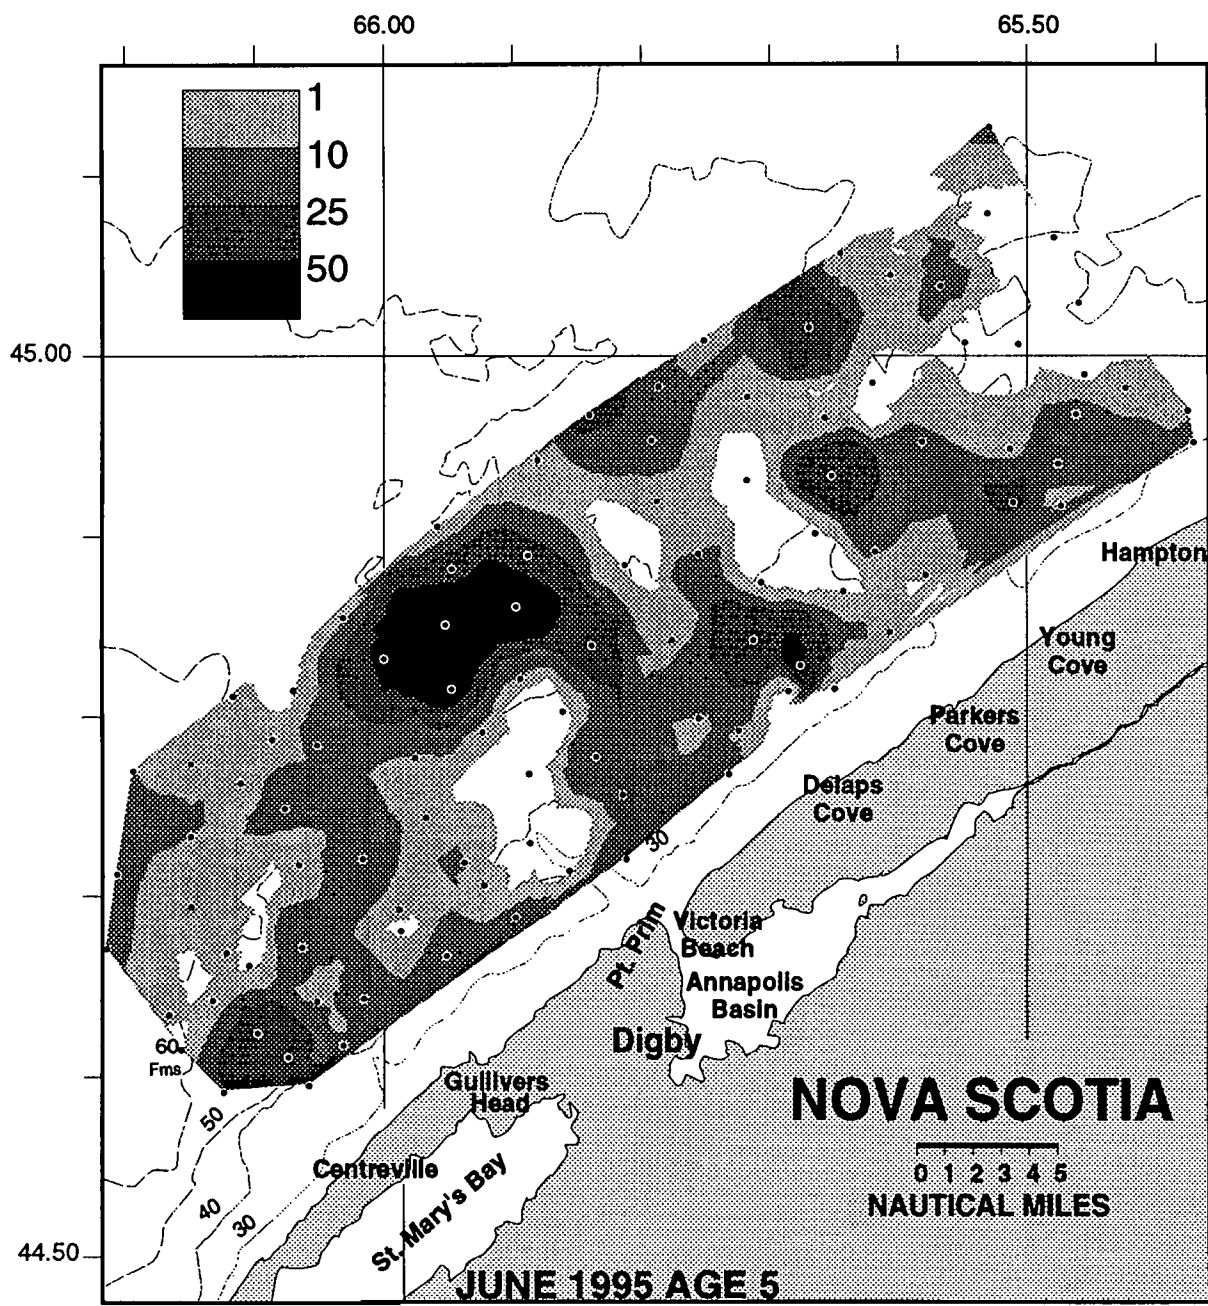 66.00
65.50
1
10
25
50
45.00
Hampton
Young
Cove
Parkers
Cove
Delaps
Cove
30
Victoria
Beach
Pt. Prim
Annapolis
Basin
Digby
60
Fms.
Gullivers
Head
50
NOVA SCOTIA
0 1 2 3 4 5
NAUTICAL MILES
Centreville
St. Mary's Bay
40
30
44.50
JUNE 1995 AGE 5